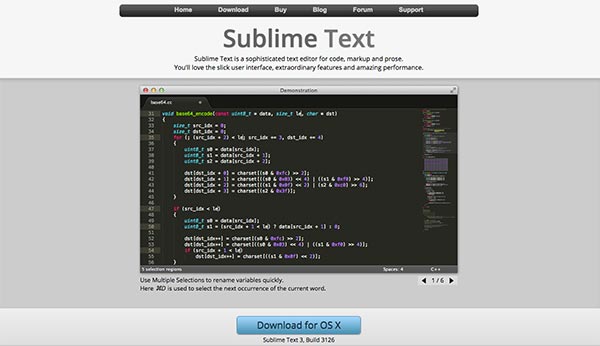 Home Download Buy Blog Forum Support
Sublime Text
Sublime Text is a sophisticated text editor for code, markup and prose.
You'll love the slick user interface, extraordinary features and amazing performance.
Demonstration
base64.cc
31 void base64_encode(const uint8_t * data, size_t le, char * dst)
32 {
33 size_t src_idx = 0;
34 size_t dst_idx = 0;
35 for (; (src_idx + 2) < le; src_idx += 3, dst_idx += 4)
36 {
37 uint8_t s0 = data[src_idx];
38 uint8_t s1 = data[src_idx + 1];
39 uint8_t s2 = data[src_idx + 2];
40
41 dst[dst_idx + 0] = charset[(s0 & 0xfc) >> 2];
42 dst[dst_idx + 1] = charset[((s0 & 0x03) << 4) | ((s1 & 0xf0) >> 4)];
43 dst[dst_idx + 2] = charset[((s1 & 0x0f) << 2) | (s2 & 0xc0) >> 6];
44 dst[dst_idx + 3] = charset[(s2 & 0x3f)];
45 }
46
47 if (src_idx < le)
48 {
49 uint8_t s0 = data[src_idx];
50 uint8_t s1 = (src_idx + 1 < le) ? data[src_idx + 1] : 0;
51
52 dst[dst_idx++] = charset[(s0 & 0xfc) >> 2];
53 dst[dst_idx++] = charset[((s0 & 0x03) << 4) | ((s1 & 0xf0) >> 4)];
54 if (src_idx + 1 < le)
55 dst[dst_idx++] = charset[((s1 & 0x0f) << 2)];
56 }
5 selection regions Spaces: 4 C++
Use Multiple Selections to rename variables quickly.
Here ⌘D is used to select the next occurrence of the current word.
1 / 6
Download for OS X
Sublime Text 3, Build 3126